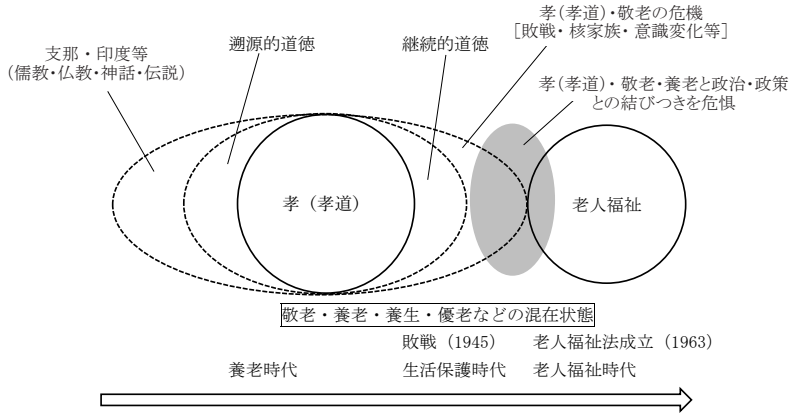 孝(孝道)・敬老の危機
［敗戦・核家族・意識変化等］
支那・印度等
（儒教・仏教・神話・伝説）
遡源的道徳
継続的道徳
孝(孝道)・敬老・養老と政治・政策
との結びつきを危惧
孝（孝道）
老人福祉
敬老・養老・養生・優老などの混在状態
敗戦（1945）
老人福祉法成立（1963）
養老時代
生活保護時代
老人福祉時代